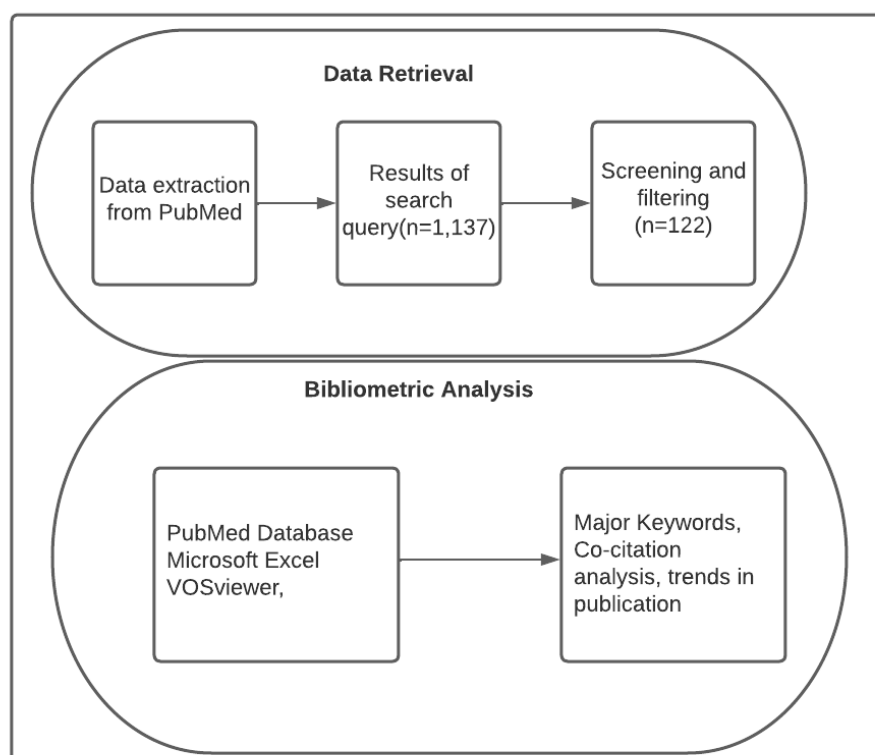 Data Retrieval
Data extraction
from PubMed
Results of
search
query(n=1,137)
Screening and
filtering
(n=122)
Bibliometric Analysis
PubMed Database
Microsoft Excel
VOSviewer,
Major Keywords,
Co-citation
analysis, trends in
publication